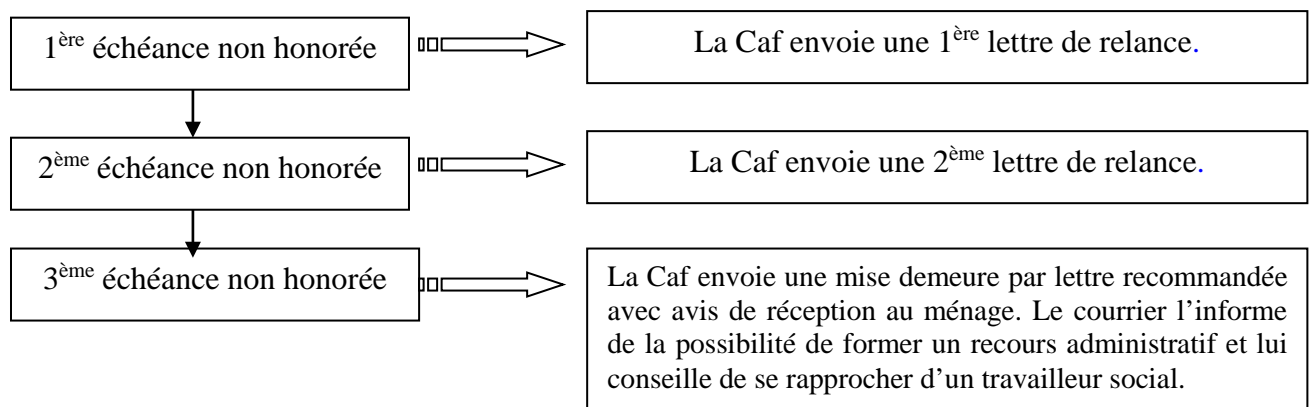 1ère échéance non honorée
La Caf envoie une 1ère lettre de relance.
2ème échéance non honorée
La Caf envoie une 2ème lettre de relance.
3ème échéance non honorée
La Caf envoie une mise demeure par lettre recommandée
avec avis de réception au ménage. Le courrier l’informe
de la possibilité de former un recours administratif et lui
conseille de se rapprocher d’un travailleur social.